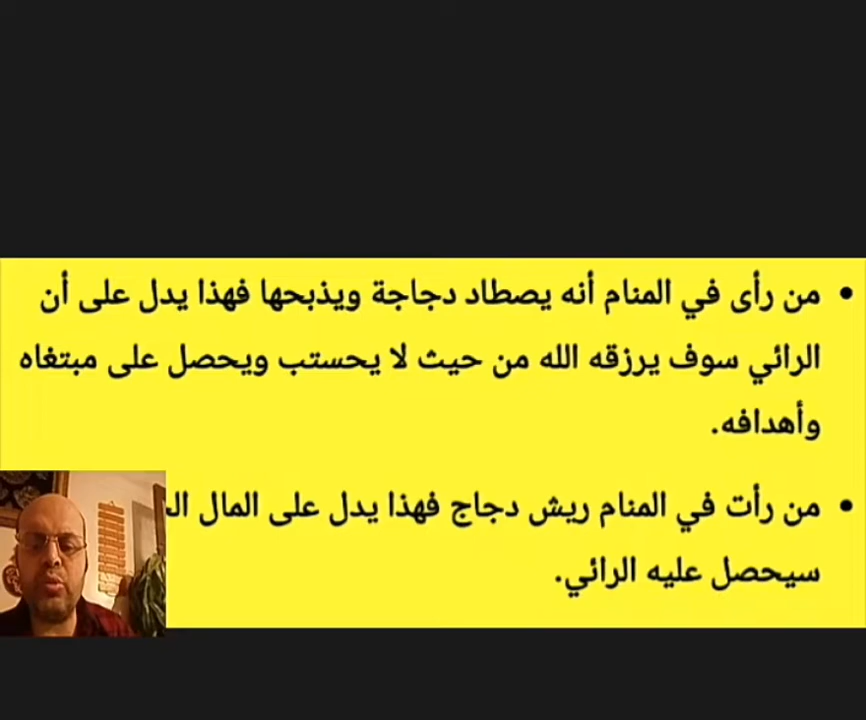 • من رأى في المنام أنه يصطاد دجاجة ويذبحها فهذا يدل على أن
الرائي سوف يرزقه الله من حيث لا يحستب ويحصل على مبتغاه
وأهدافه.
• من رأت في المنام ريش دجاج فهذا يدل على المال
سيحصل عليه الرائي.